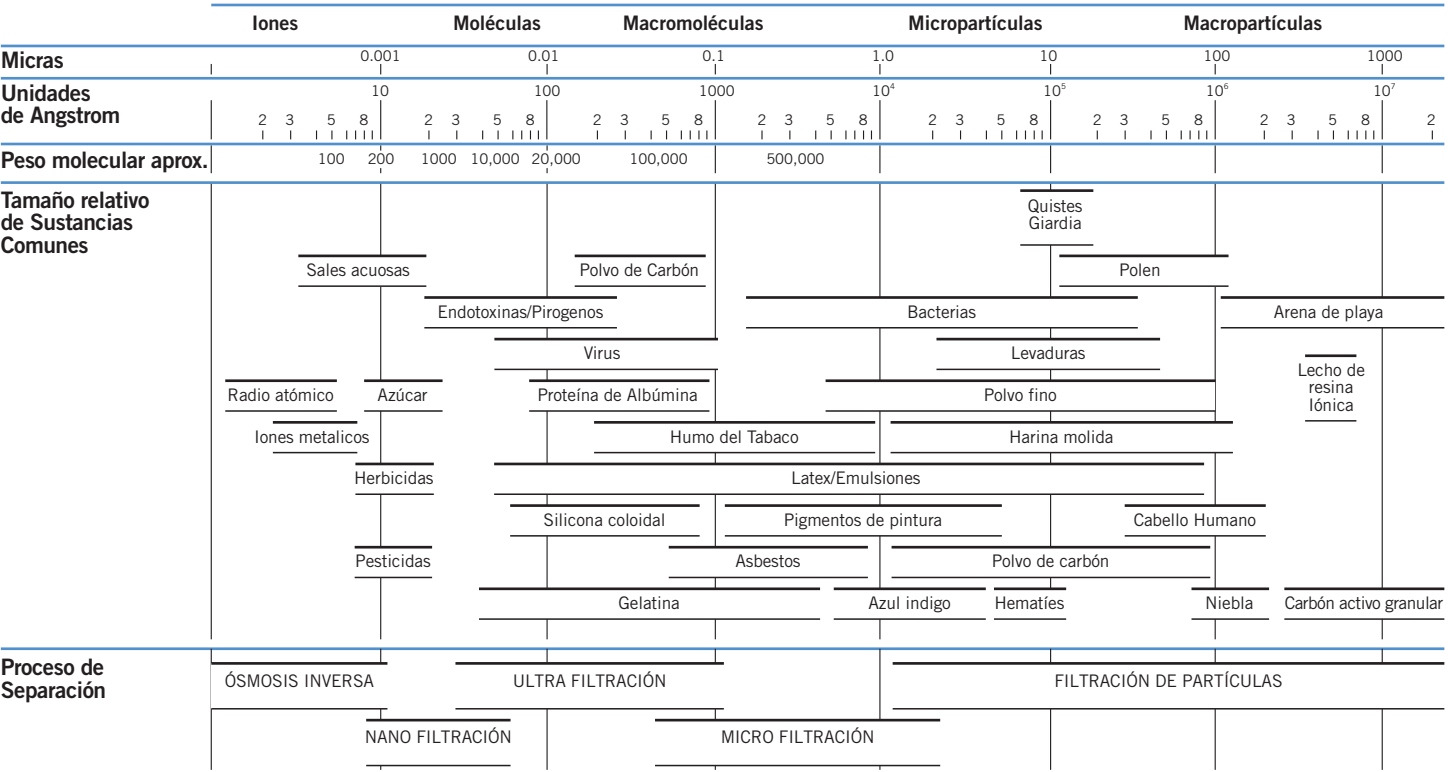 Iones Moléculas Macromoléculas Micropartículas Macropartículas
Micras 0.001 0.01 0.1 1.0 10 100 1000
Unidades
de Angstrom
10 100 1000 10⁴ 10⁵ 10⁶ 10⁷
2 3 5 8 2 3 5 8 2 3 5 8 2 3 5 8 2 3 5 8 2 3 5 8 2 3 5 8 2
Peso molecular aprox. 100 200 1000 10,000 20,000 100,000 500,000
Tamaño relativo
de Sustancias
Comunes
Quistes
Giardia
Sales acuosas Polvo de Carbón Polen
Endotoxinas/Pirogenos Bacterias Arena de playa
Virus Levaduras
Lecho de
resina
Iónica
Radio atómico Azúcar Proteína de Albúmina Polvo fino
Iones metalicos Humo del Tabaco Harina molida
Herbicidas Latex/Emulsiones
Silicona coloidal Pigmentos de pintura Cabello Humano
Pesticidas Asbestos Polvo de carbón
Gelatina Azul indigo Hematíes Niebla Carbón activo granular
Proceso de
Separación
ÓSMOSIS INVERSA ULTRA FILTRACIÓN FILTRACIÓN DE PARTÍCULAS
NANO FILTRACIÓN MICRO FILTRACIÓN